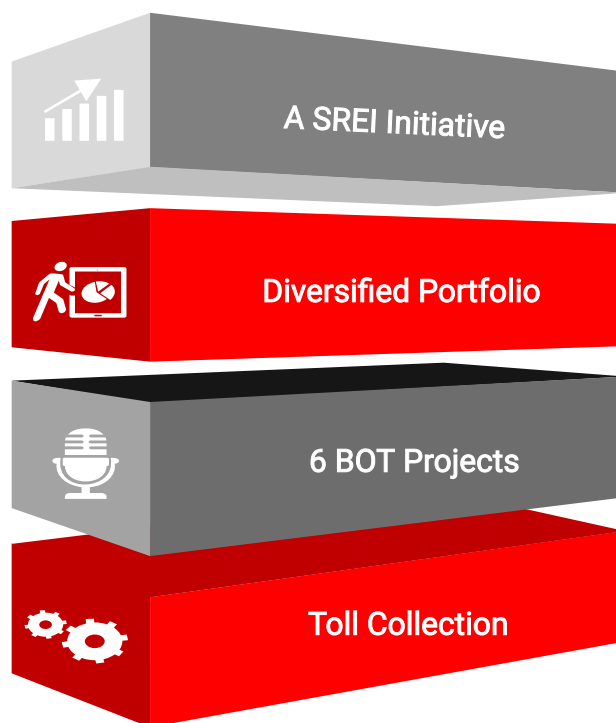 A SREI Initiative
Diversified Portfolio
6 BOT Projects
Toll Collection